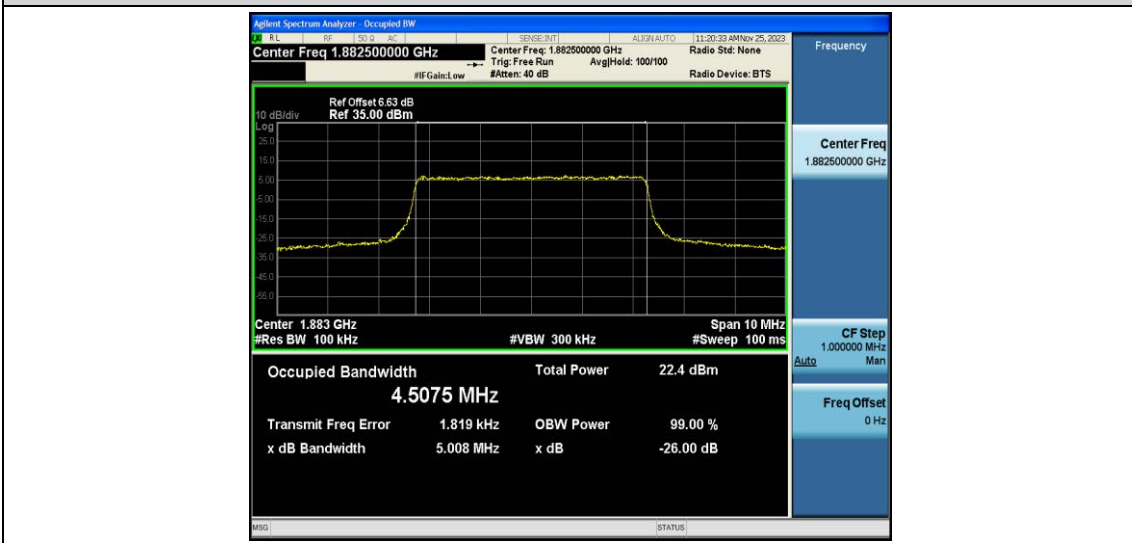 Agilent Spectrum Analyzer - Occupied BW
RL RF 50 Ω AC SENSE:INT ALIGN AUTO 11:20:33 AM Nov 25, 2023
Center Freq 1.882500000 GHz
Center Freq: 1.882500000 GHz
Radio Std: None
Trig: Free Run Avg|Hold: 100/100
#IFGain:Low #Atten: 40 dB Radio Device: BTS
Ref Offset 6.63 dB
10 dB/div Ref 35.00 dBm
Log
25.0
15.0
5.00
-5.00
-15.0
-25.0
-35.0
-45.0
-55.0
Center 1.883 GHz Span 10 MHz
#Res BW 100 kHz #VBW 300 kHz #Sweep 100 ms
Occupied Bandwidth Total Power 22.4 dBm
4.5075 MHz
Transmit Freq Error 1.819 kHz OBW Power 99.00 %
x dB Bandwidth 5.008 MHz x dB -26.00 dB
MSG STATUS
Frequency
Center Freq
1.882500000 GHz
CF Step
1.000000 MHz
Auto Man
Freq Offset
0 Hz